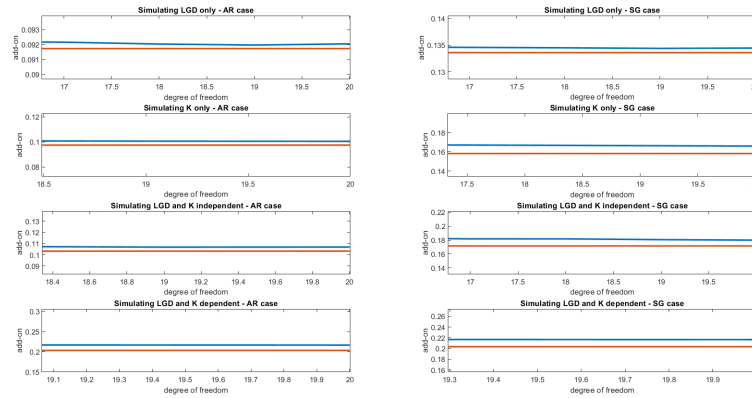 Simulating LGD only - AR case
add-on
0.093
0.092
0.091
0.09
17 17.5 18 18.5 19 19.5 20
degree of freedom
Simulating K only - AR case
add-on
0.12
0.1
0.08
18.5 19 19.5 20
degree of freedom
Simulating LGD and K independent - AR case
add-on
0.13
0.12
0.11
0.1
0.09
18.4 18.6 18.8 19 19.2 19.4 19.6 19.8 20
degree of freedom
Simulating LGD and K dependent - AR case
add-on
0.3
0.25
0.2
0.15
19.1 19.2 19.3 19.4 19.5 19.6 19.7 19.8 19.9 20
degree of freedom
Simulating LGD only - SG case
add-on
0.14
0.135
0.13
17 17.5 18 18.5 19 19.5
degree of freedom
Simulating K only - SG case
add-on
0.18
0.16
0.14
17.5 18 18.5 19 19.5
degree of freedom
Simulating LGD and K independent - SG case
add-on
0.22
0.2
0.18
0.16
0.14
17 17.5 18 18.5 19 19.5
degree of freedom
Simulating LGD and K dependent - SG case
add-on
0.26
0.24
0.22
0.2
0.18
0.16
19.3 19.4 19.5 19.6 19.7 19.8 19.9
degree of freedom